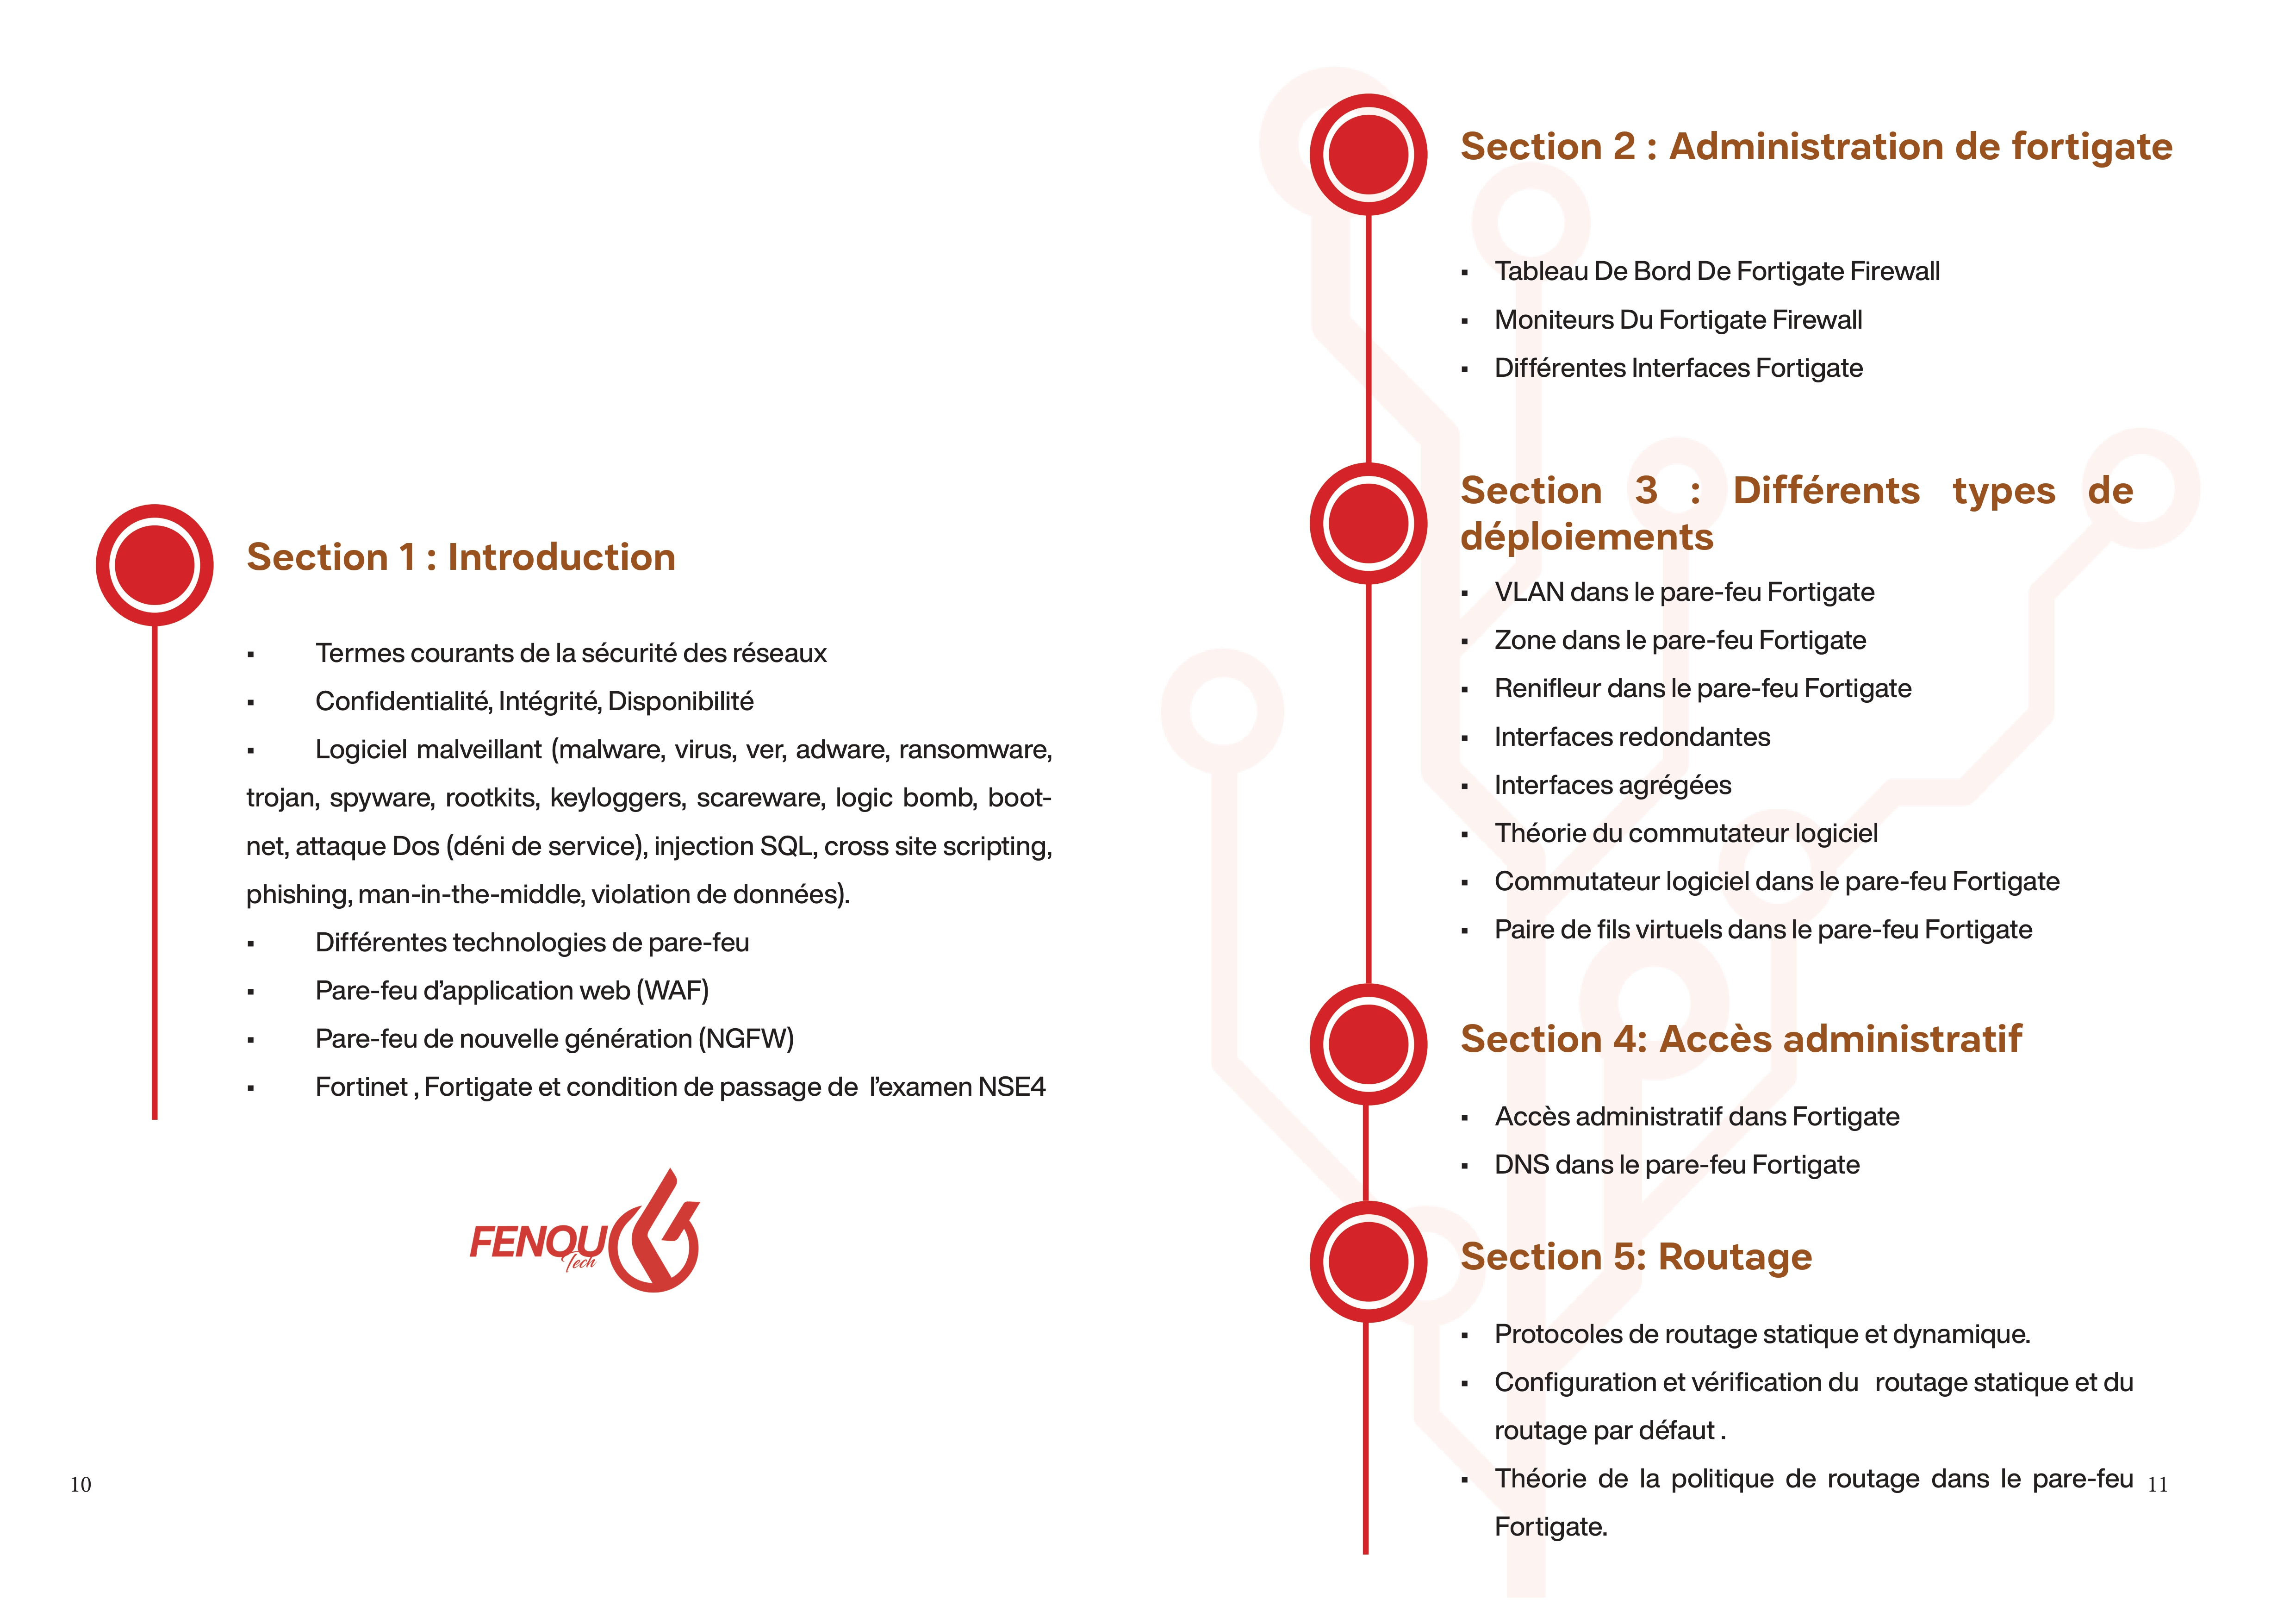 Section 1 : Introduction
▪ Termes courants de la sécurité des réseaux
▪ Confidentialité, Intégrité, Disponibilité
▪ Logiciel malveillant (malware, virus, ver, adware, ransomware,
trojan, spyware, rootkits, keyloggers, scareware, logic bomb, boot-
net, attaque Dos (déni de service), injection SQL, cross site scripting,
phishing, man-in-the-middle, violation de données).
▪ Différentes technologies de pare-feu
▪ Pare-feu d’application web (WAF)
▪ Pare-feu de nouvelle génération (NGFW)
▪ Fortinet , Fortigate et condition de passage de l’examen NSE4
FENOU
Tech
10
Section 2 : Administration de fortigate
▪ Tableau De Bord De Fortigate Firewall
▪ Moniteurs Du Fortigate Firewall
▪ Différentes Interfaces Fortigate
Section 3 : Différents types de
déploiements
▪ VLAN dans le pare-feu Fortigate
▪ Zone dans le pare-feu Fortigate
▪ Renifleur dans le pare-feu Fortigate
▪ Interfaces redondantes
▪ Interfaces agrégées
▪ Théorie du commutateur logiciel
▪ Commutateur logiciel dans le pare-feu Fortigate
▪ Paire de fils virtuels dans le pare-feu Fortigate
Section 4: Accès administratif
▪ Accès administratif dans Fortigate
▪ DNS dans le pare-feu Fortigate
Section 5: Routage
▪ Protocoles de routage statique et dynamique.
▪ Configuration et vérification du routage statique et du
routage par défaut .
▪ Théorie de la politique de routage dans le pare-feu
Fortigate.
11